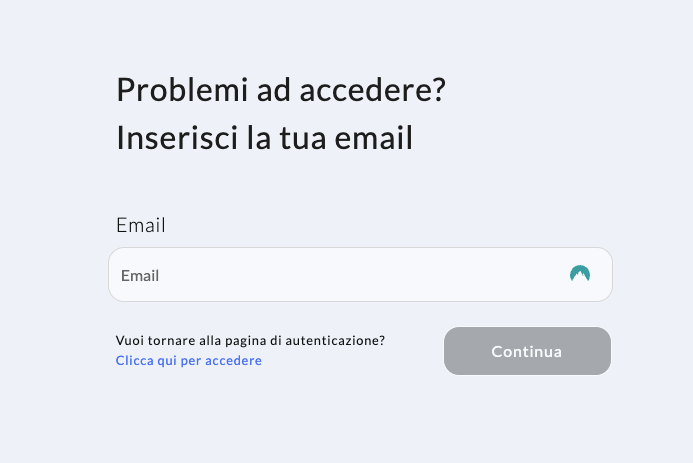 Problemi ad accedere?
Inserisci la tua email
Email
Email
Vuoi tornare alla pagina di autenticazione?
Clicca qui per accedere
Continua